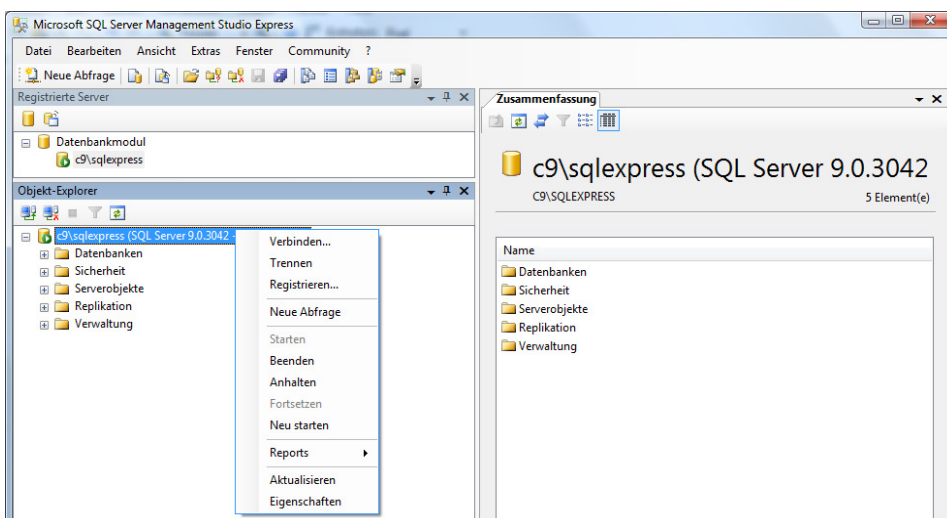 Microsoft SQL Server Management Studio Express
Datei Bearbeiten Ansicht Extras Fenster Community ?
Neue Abfrage
Registrierte Server
Datenbankmodul
c9\sqlexpress
Objekt-Explorer
c9\sqlexpress (SQL Server 9.0.3042 -
Datenbanken
Sicherheit
Serverobjekte
Replikation
Verwaltung
Verbinden...
Trennen
Registrieren...
Neue Abfrage
Starten
Beenden
Anhalten
Fortsetzen
Neu starten
Reports
Aktualisieren
Eigenschaften
Zusammenfassung
c9\sqlexpress (SQL Server 9.0.3042
C9\SQLEXPRESS
5 Element(e)
Name
Datenbanken
Sicherheit
Serverobjekte
Replikation
Verwaltung